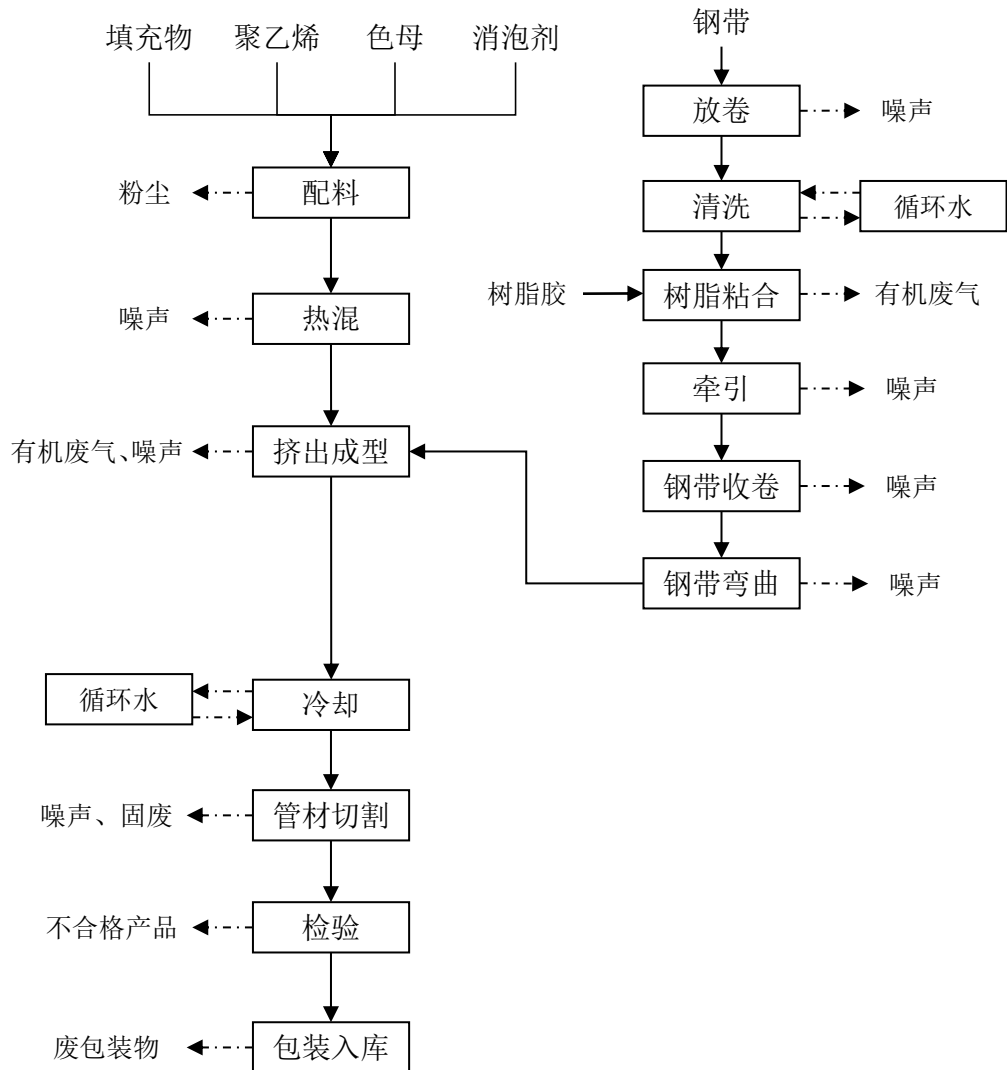 填充物 聚乙烯 色母 消泡剂
钢带
放卷 噪声
粉尘 配料
清洗 循环水
树脂胶 树脂粘合 有机废气
噪声 热混
牵引 噪声
有机废气、噪声 挤出成型
钢带收卷 噪声
钢带弯曲 噪声
循环水 冷却
噪声、固废 管材切割
不合格产品 检验
废包装物 包装入库